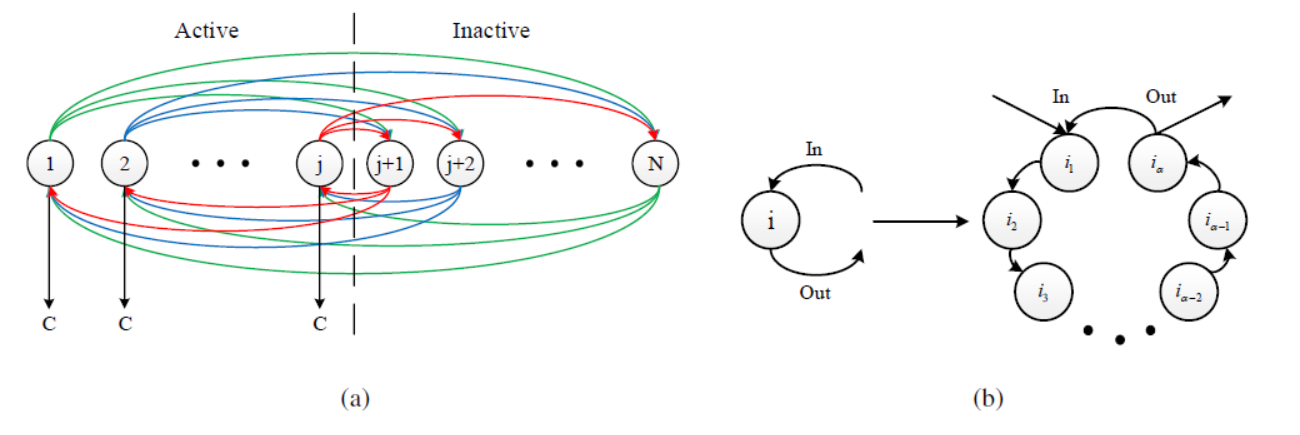 Active
Inactive
1
2
• • •
j
j+1
j+2
• • •
N
C
C
C
(a)
In
i
Out
In
Out
i₁
iα
i₂
iα−1
i₃
iα−2
• • •
(b)